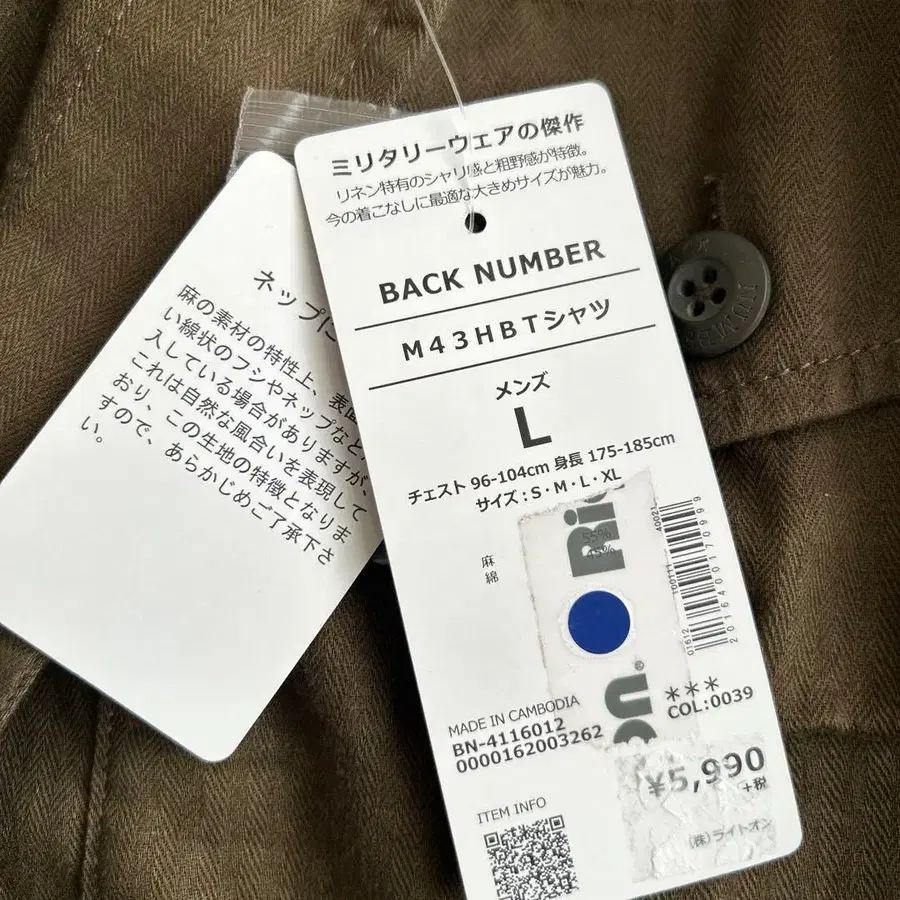 ミリタリーウェアの傑作
リネン特有のシャリ感と粗野感が特徴。
今の着こなしに最適な大きめサイズが魅力。
BACK NUMBER
M43HBTシャツ
メンズ
L
チェスト 96-104cm 身長 175-185cm
サイズ：S・M・L・XL
麻 55%
綿 45%
MADE IN CAMBODIA
BN-4116012
0000162003262
***
COL:0039
¥5,990
+税
(株)ライトオン
ITEM INFO
40021
2016400170999
ネップに
麻の素材の特性上、表面
い線状のフシやネップなど
入している場合がありますが、
これは自然な風合いを表現して
おり、この生地の特徴となりま
すので、あらかじめご了承下さ
い。